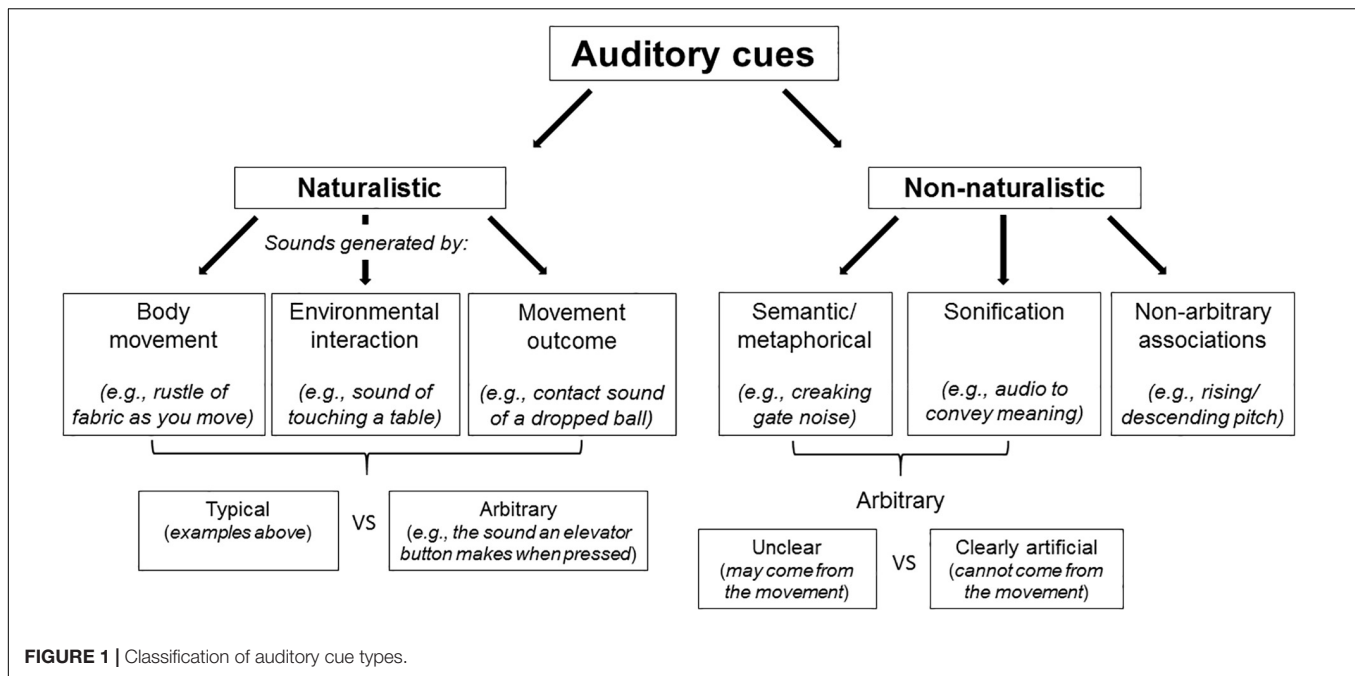 Auditory cues
Naturalistic
Non-naturalistic
Sounds generated by:
Body
movement
(e.g., rustle of
fabric as you move)
Environmental
interaction
(e.g., sound of
touching a table)
Movement
outcome
(e.g., contact sound
of a dropped ball)
Semantic/
metaphorical
(e.g., creaking
gate noise)
Sonification
(e.g., audio to
convey meaning)
Non-arbitrary
associations
(e.g., rising/
descending pitch)
Typical
(examples above)
VS
Arbitrary
(e.g., the sound an elevator
button makes when pressed)
Arbitrary
Unclear
(may come from
the movement)
VS
Clearly artificial
(cannot come from
the movement)
FIGURE 1 | Classification of auditory cue types.